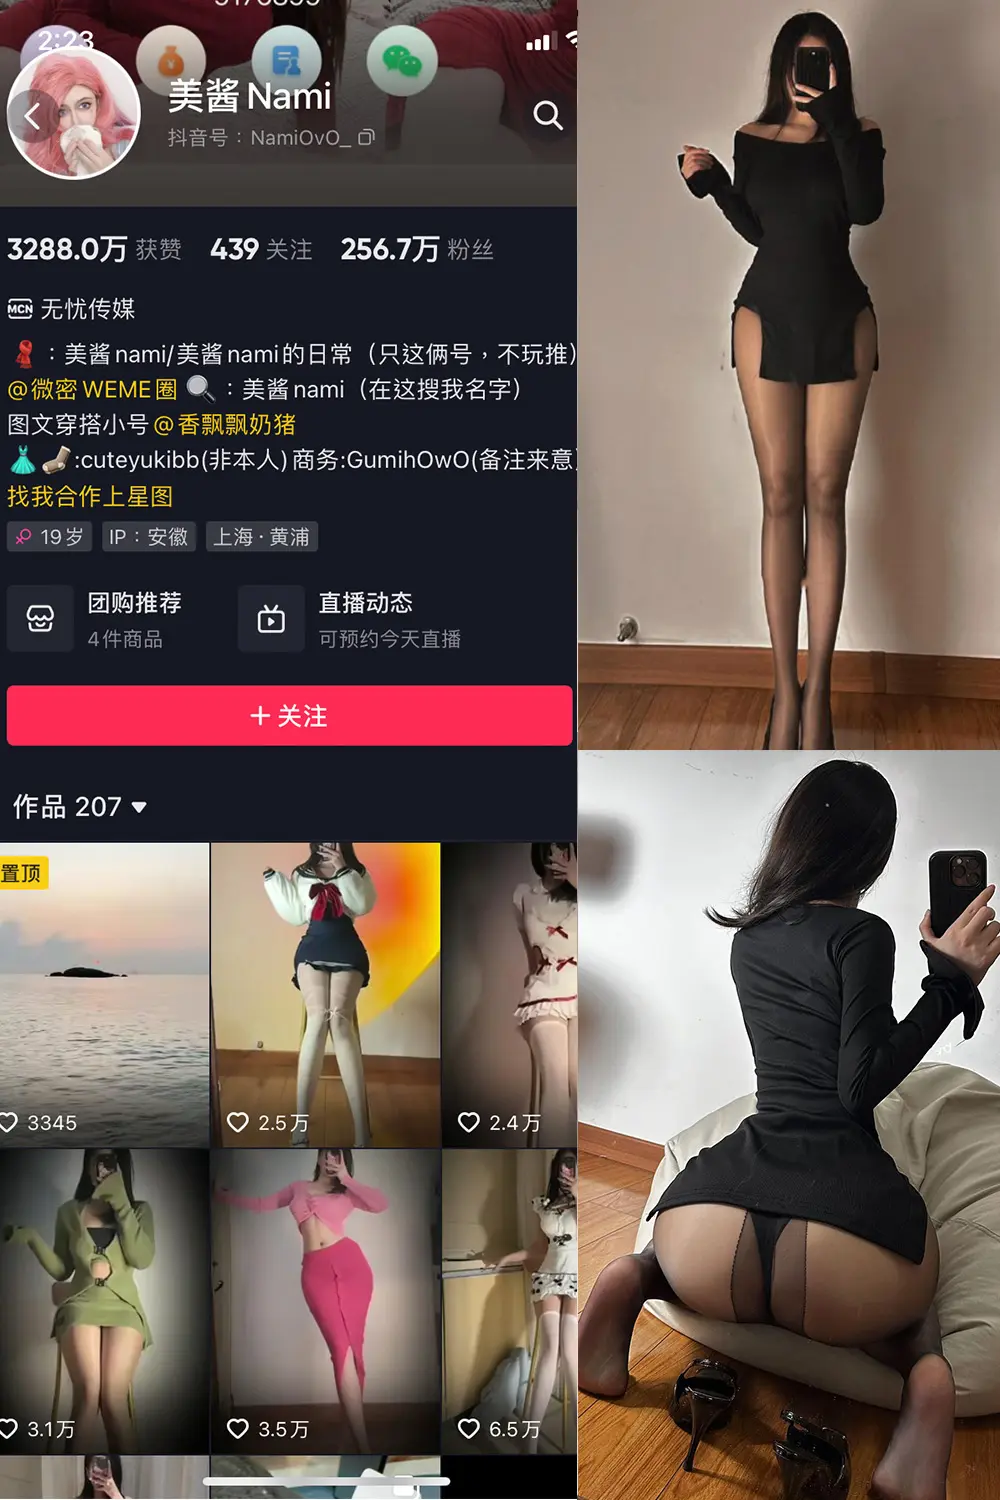 2:23
美酱Nami
抖音号：NamiOvO_
3288.0万 获赞 439 关注 256.7万 粉丝
MCN 无忧传媒
：美酱nami/美酱nami的日常（只这俩号，不玩推）
@微密WEME圈 ：美酱nami（在这搜我名字）
图文穿搭小号@香飘飘奶猪
:cuteyukibb(非本人)商务:GumihOwO(备注来意
找我合作上星图
19岁 IP：安徽 上海·黄浦
团购推荐 直播动态
4件商品 可预约今天直播
+ 关注
作品 207
置顶
3345 2.5万 2.4万
3.1万 3.5万 6.5万